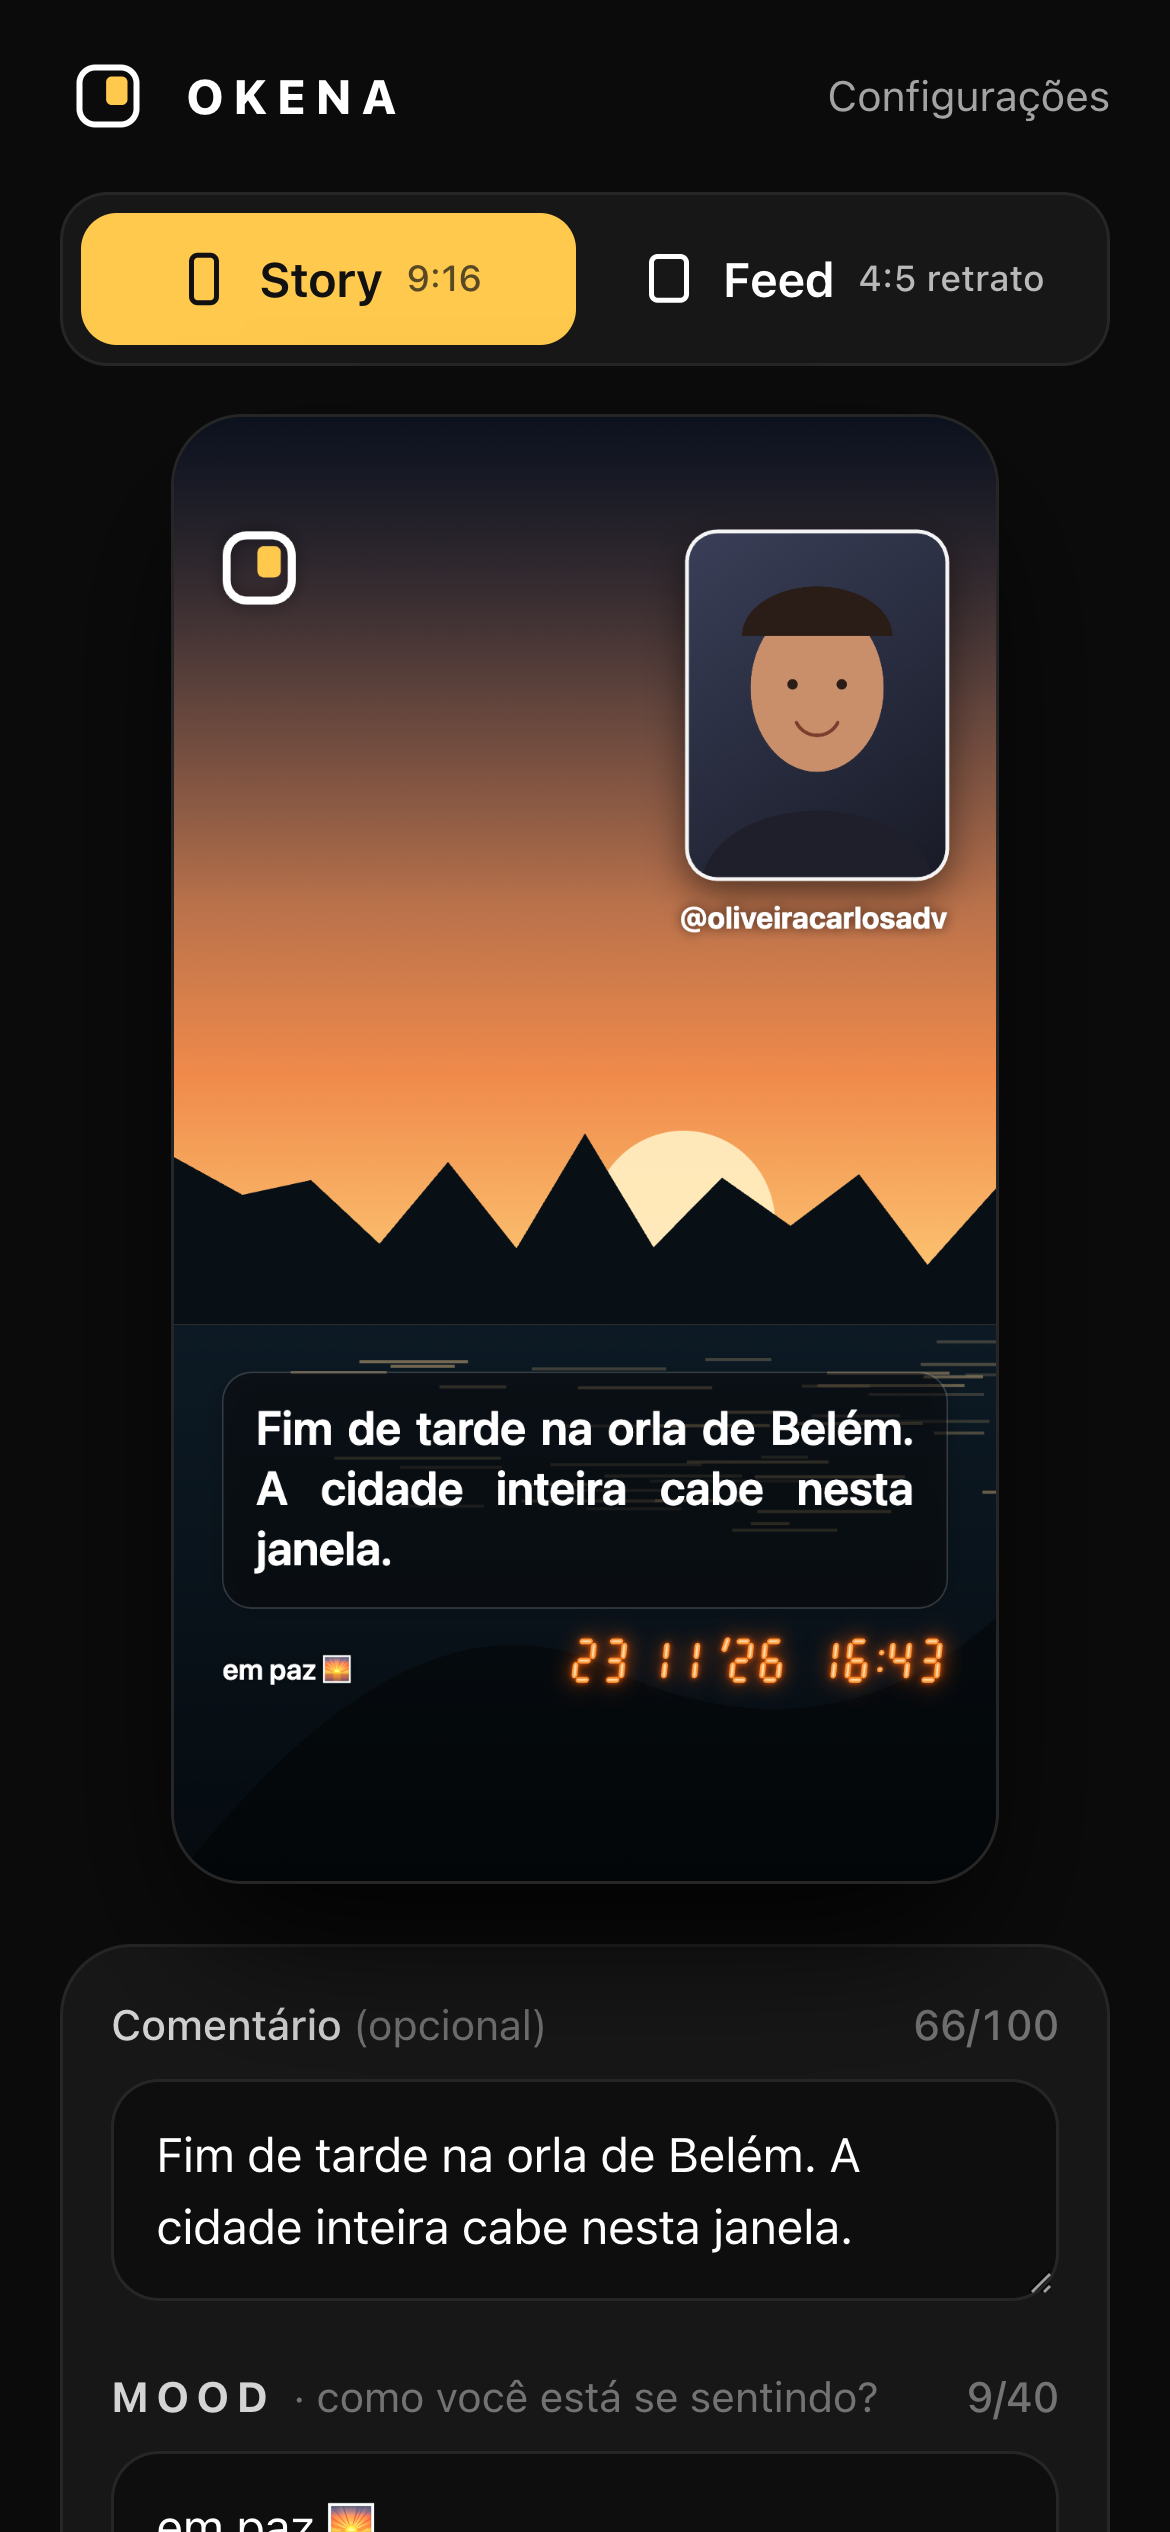 OKENA
Configurações
Story 9:16
Feed 4:5 retrato
@oliveiracarlosadv
Fim de tarde na orla de Belém.
A cidade inteira cabe nesta
janela.
em paz 🌅
23 11 '26 16:43
Comentário (opcional) 66/100
Fim de tarde na orla de Belém. A
cidade inteira cabe nesta janela.
MOOD · como você está se sentindo? 9/40
em paz 🌅